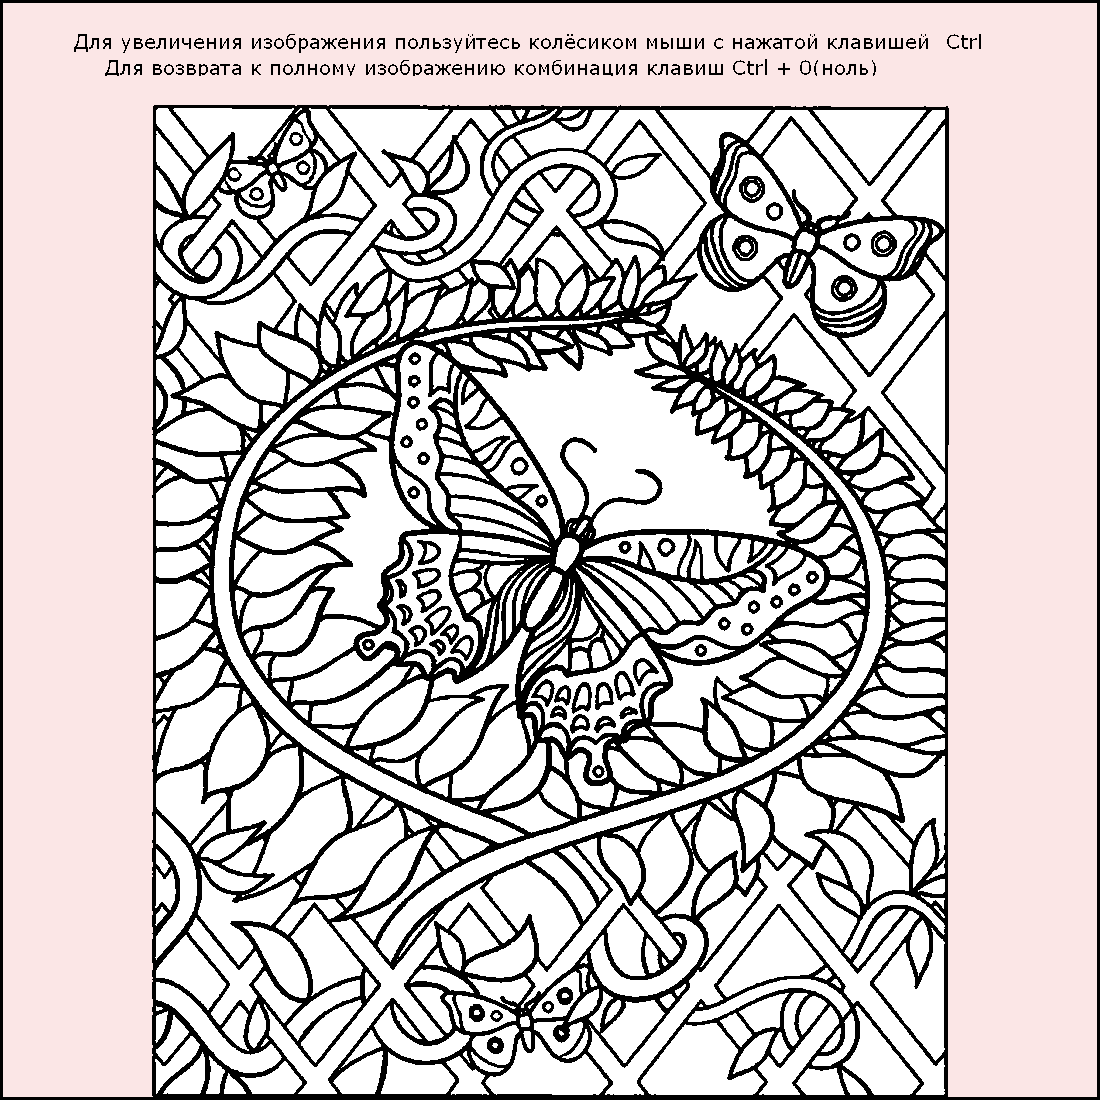 Для увеличения изображения пользуйтесь колёсиком мыши с нажатой клавишей Ctrl
Для возврата к полному изображению комбинация клавиш Ctrl + 0(ноль)